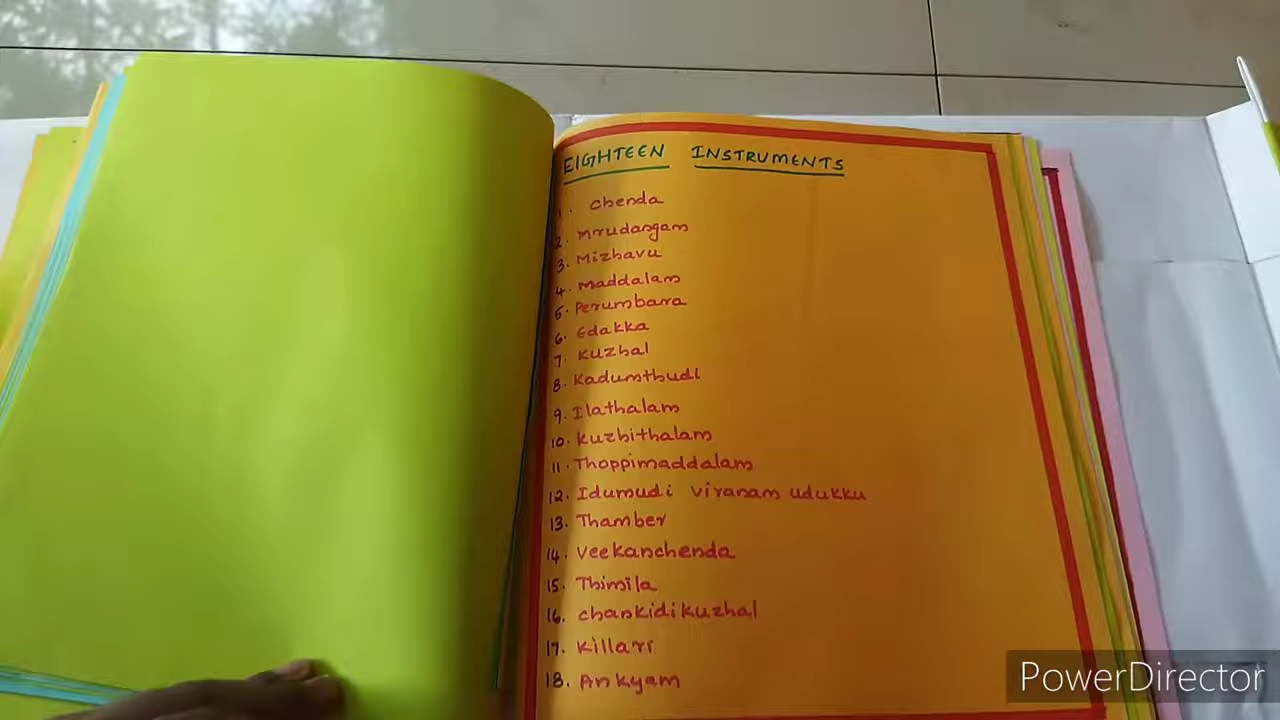 EIGHTEEN INSTRUMENTS
1. Chenda
2. Mrudangam
3. Mizhavu
4. Maddalam
5. Perumbara
6. Edakka
7. Kuzhal
8. Kadumthudi
9. Ilathalam
10. Kuzhithalam
11. Thoppimaddalam
12. Idumudi Viranam udukku
13. Thamber
14. Veekanchenda
15. Thimila
16. Chankidikuzhal
17. Killari
18. Ankyam
PowerDirector